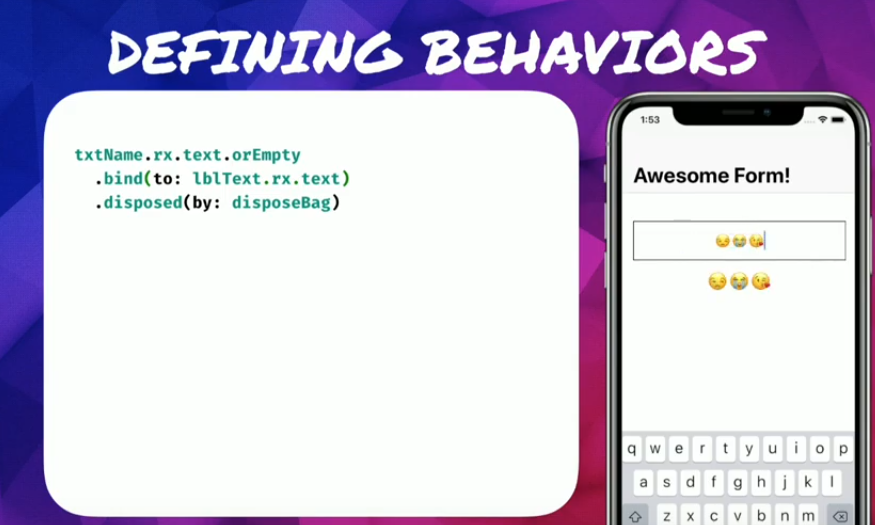 DEFINING BEHAVIORS
txtName.rx.text.orEmpty
.bind(to: lblText.rx.text)
.disposed(by: disposeBag)
1:53
Awesome Form!
😒😭😘
😒😭😘
q w e r t y u i o p
a s d f g h j k l
z x c v b n m